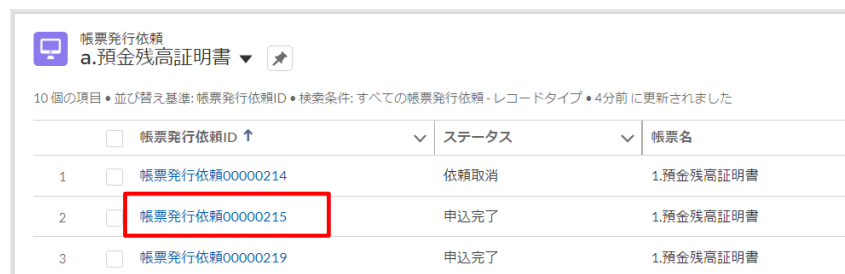 帳票発行依頼
a.預金残高証明書
10 個の項目 • 並び替え基準: 帳票発行依頼ID • 検索条件: すべての帳票発行依頼 - レコードタイプ • 4分前 に更新されました
帳票発行依頼ID ↑ ステータス 帳票名
1 帳票発行依頼00000214 依頼取消 1.預金残高証明書
2 帳票発行依頼00000215 申込完了 1.預金残高証明書
3 帳票発行依頼00000219 申込完了 1.預金残高証明書